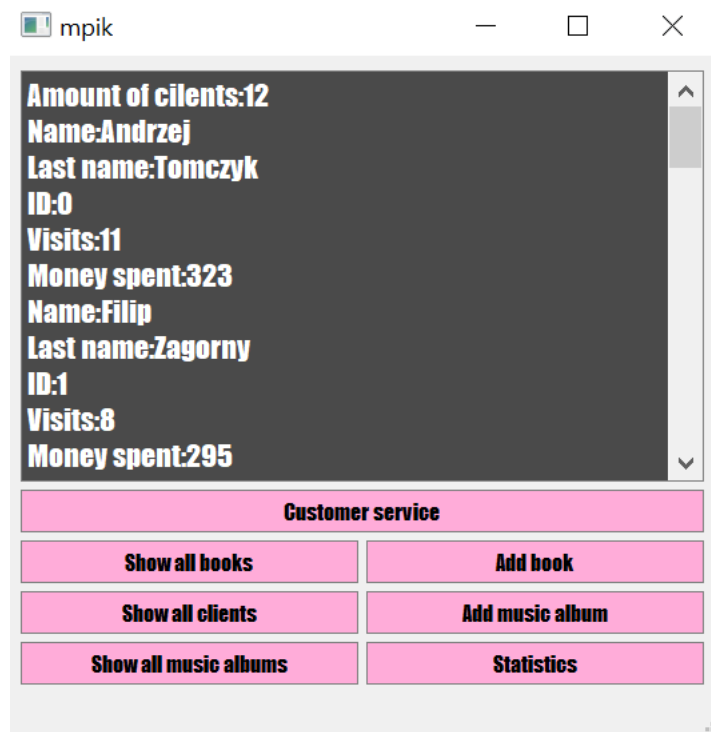 mpik
Amount of cilents:12
Name:Andrzej
Last name:Tomczyk
ID:0
Visits:11
Money spent:323
Name:Filip
Last name:Zagorny
ID:1
Visits:8
Money spent:295
Customer service
Show all books
Add book
Show all clients
Add music album
Show all music albums
Statistics